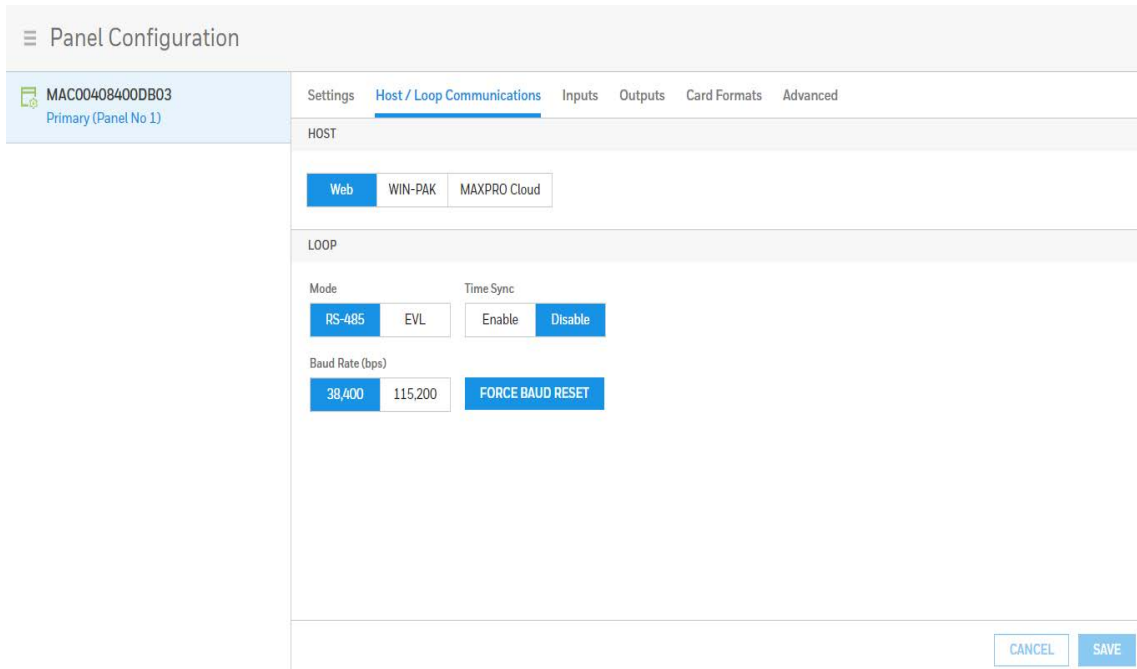 Panel Configuration
MAC00408400DB03
Primary (Panel No 1)
Settings Host / Loop Communications Inputs Outputs Card Formats Advanced
HOST
Web WIN-PAK MAXPRO Cloud
LOOP
Mode Time Sync
RS-485 EVL Enable Disable
Baud Rate (bps)
38,400 115,200 FORCE BAUD RESET
CANCEL SAVE